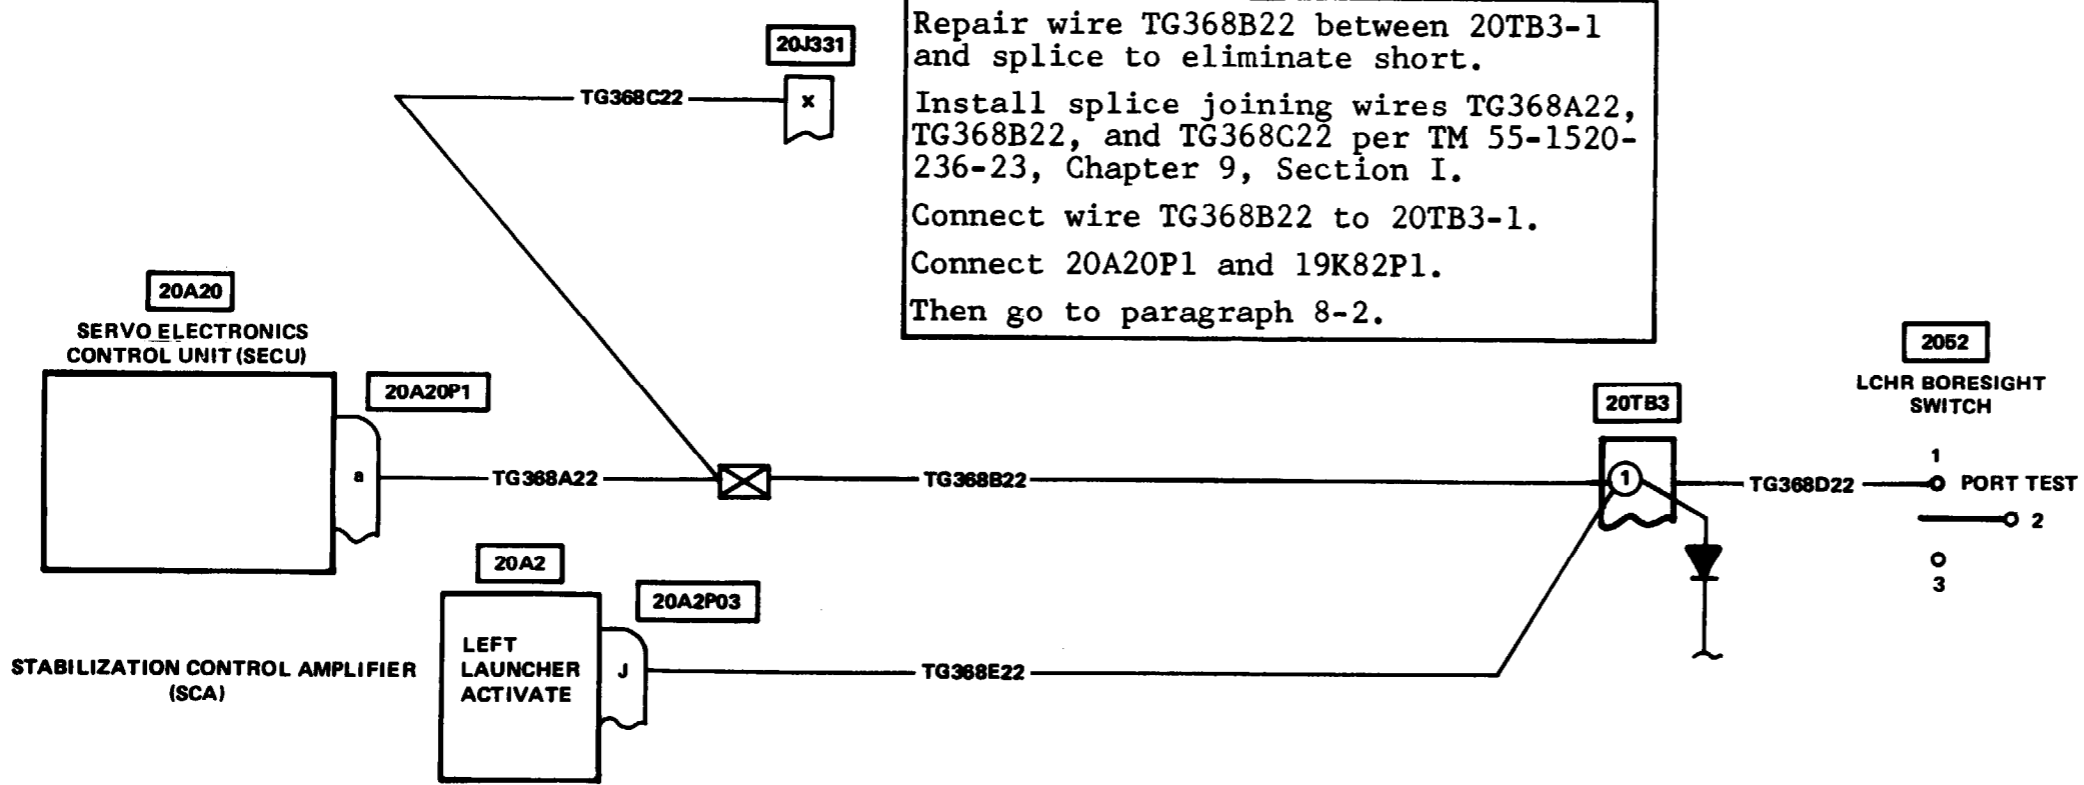 Repair wire TG368B22 between 20TB3-1
and splice to eliminate short.
Install splice joining wires TG368A22,
TG368B22, and TG368C22 per TM 55-1520-
236-23, Chapter 9, Section I.
Connect wire TG368B22 to 20TB3-1.
Connect 20A20P1 and 19K82P1.
Then go to paragraph 8-2.
20J331
TG368C22
x
20A20
SERVO ELECTRONICS
CONTROL UNIT (SECU)
20A20P1
a
TG368A22
TG368B22
20TB3
1
TG368D22
2052
LCHR BORESIGHT
SWITCH
1
PORT TEST
2
3
20A2
20A2P03
LEFT
LAUNCHER
ACTIVATE
J
TG368E22
STABILIZATION CONTROL AMPLIFIER
(SCA)